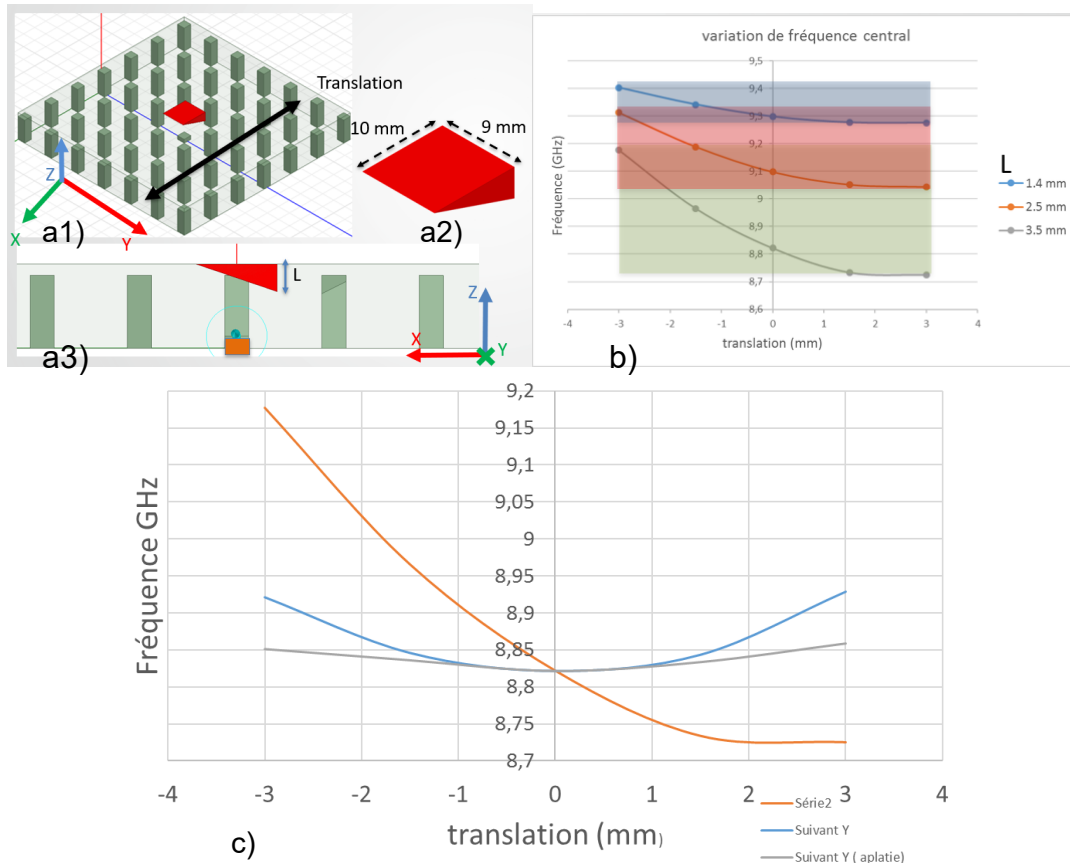 Translation
10 mm
9 mm
Z
X
Y
a1)
a2)
L
Z
X
Y
a3)
variation de fréquence central
9,5
9,4
9,3
9,2
9,1
9
8,9
8,8
8,7
8,6
-4 -3 -2 -1 0 1 2 3 4
Fréquence (GHz)
translation (mm)
L
1.4 mm
2.5 mm
3.5 mm
b)
9,2
9,15
9,1
9,05
9
8,95
8,9
8,85
8,8
8,75
8,7
-4 -3 -2 -1 0 1 2 3 4
Fréquence GHz
translation (mm)
Série2
Suivant Y
Suivant Y ( aplatie)
c)